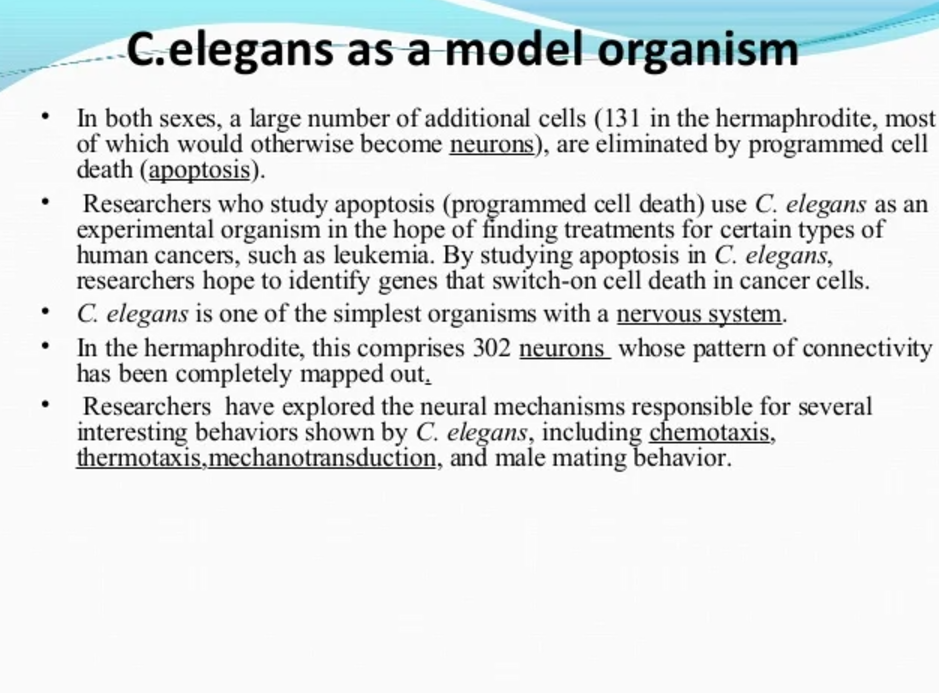 C.elegans as a model organism
• In both sexes, a large number of additional cells (131 in the hermaphrodite, most
of which would otherwise become neurons), are eliminated by programmed cell
death (apoptosis).
• Researchers who study apoptosis (programmed cell death) use C. elegans as an
experimental organism in the hope of finding treatments for certain types of
human cancers, such as leukemia. By studying apoptosis in C. elegans,
researchers hope to identify genes that switch-on cell death in cancer cells.
• C. elegans is one of the simplest organisms with a nervous system.
• In the hermaphrodite, this comprises 302 neurons whose pattern of connectivity
has been completely mapped out.
• Researchers have explored the neural mechanisms responsible for several
interesting behaviors shown by C. elegans, including chemotaxis,
thermotaxis,mechanotransduction, and male mating behavior.